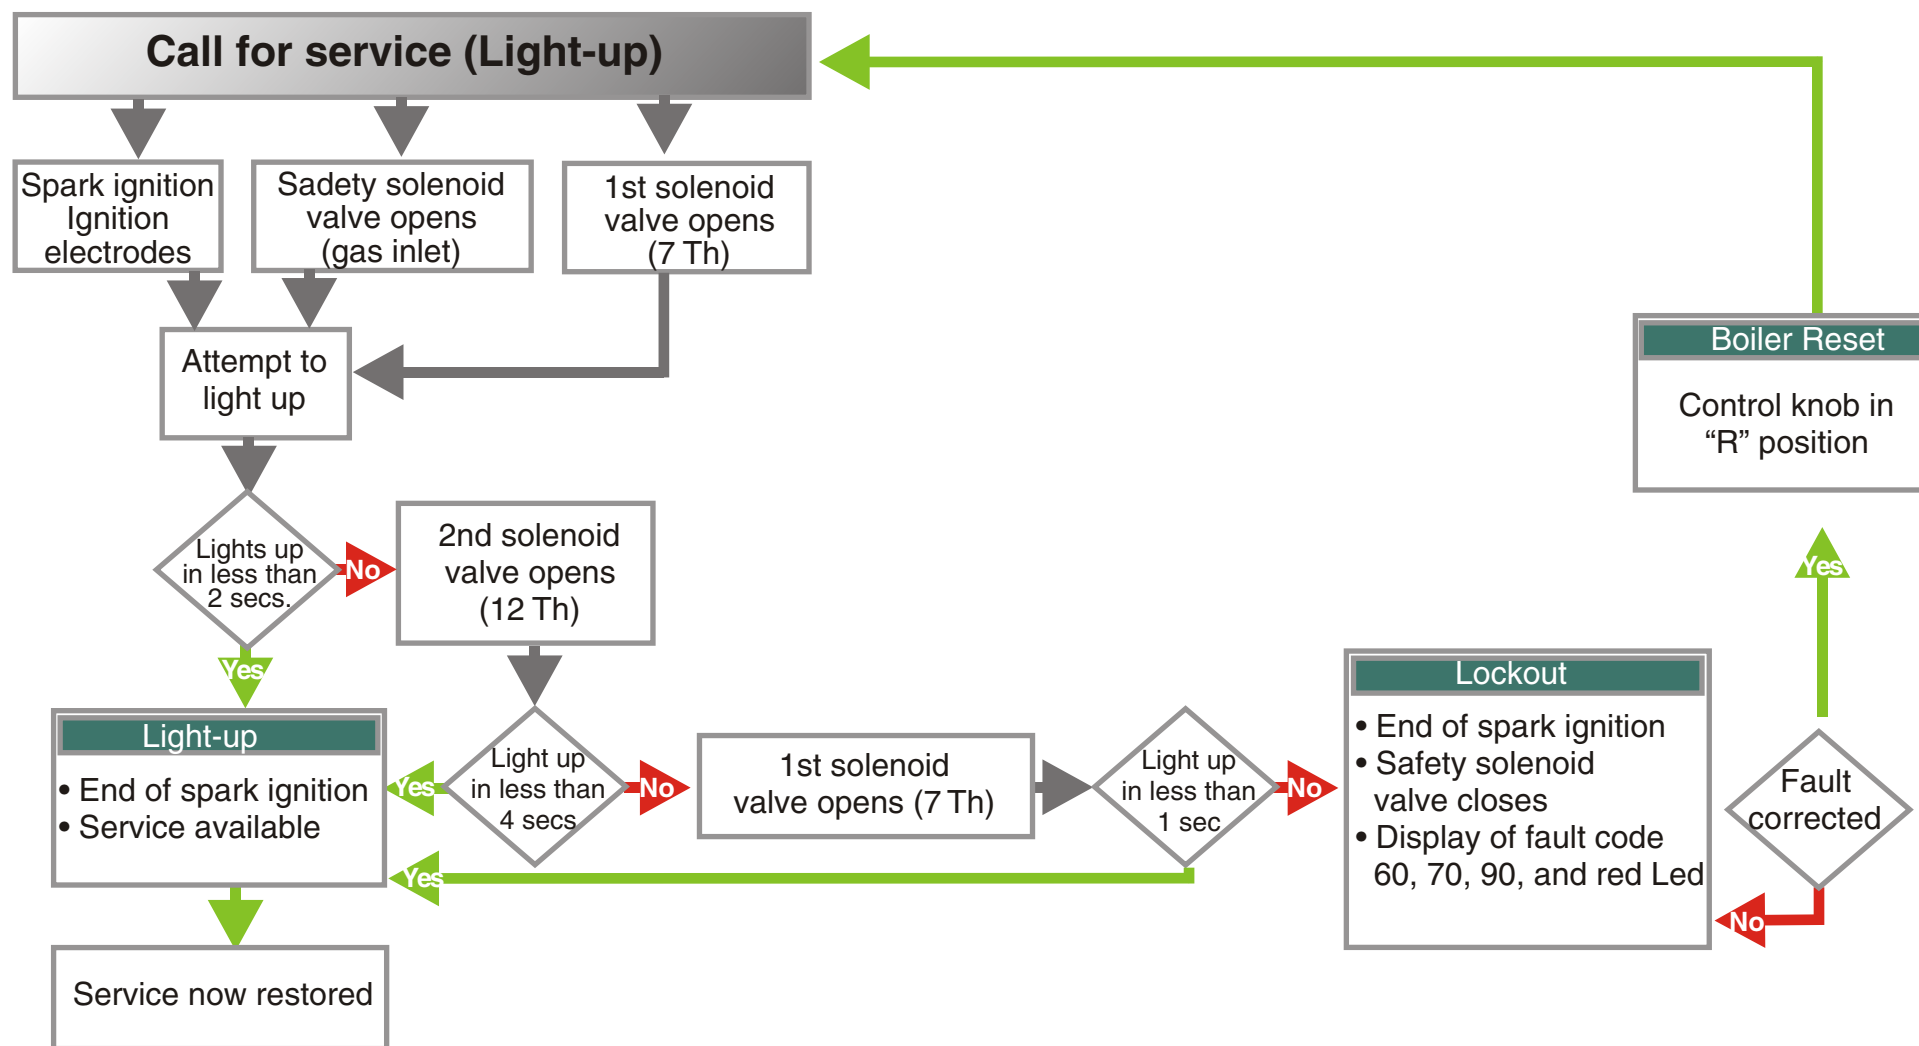 Call for service (Light-up)
Spark ignition
Ignition
electrodes
Sadety solenoid
valve opens
(gas inlet)
1st solenoid
valve opens
(7 Th)
Attempt to
light up
Boiler Reset
Control knob in
“R” position
Lights up
in less than
2 secs.
No
2nd solenoid
valve opens
(12 Th)
Yes
Yes
Light-up
• End of spark ignition
• Service available
Yes
Light up
in less than
4 secs
No
1st solenoid
valve opens (7 Th)
Light up
in less than
1 sec
No
Lockout
• End of spark ignition
• Safety solenoid
valve closes
• Display of fault code
60, 70, 90, and red Led
Fault
corrected
Yes
No
Service now restored